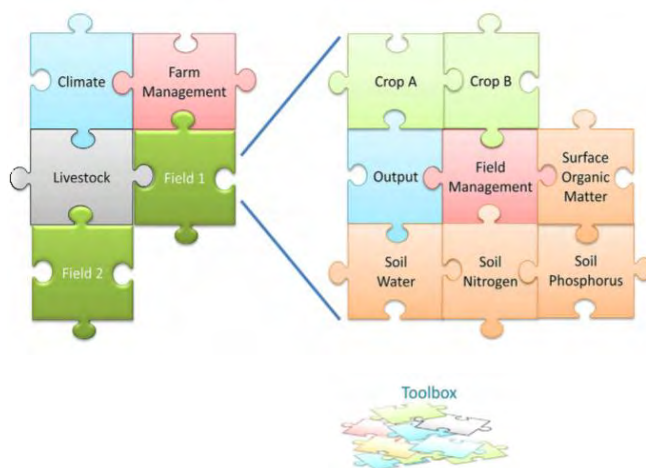 Climate
Farm
Management
Livestock
Field 1
Field 2
Crop A
Crop B
Output
Field
Management
Surface
Organic
Matter
Soil
Water
Soil
Nitrogen
Soil
Phosphorus
Toolbox